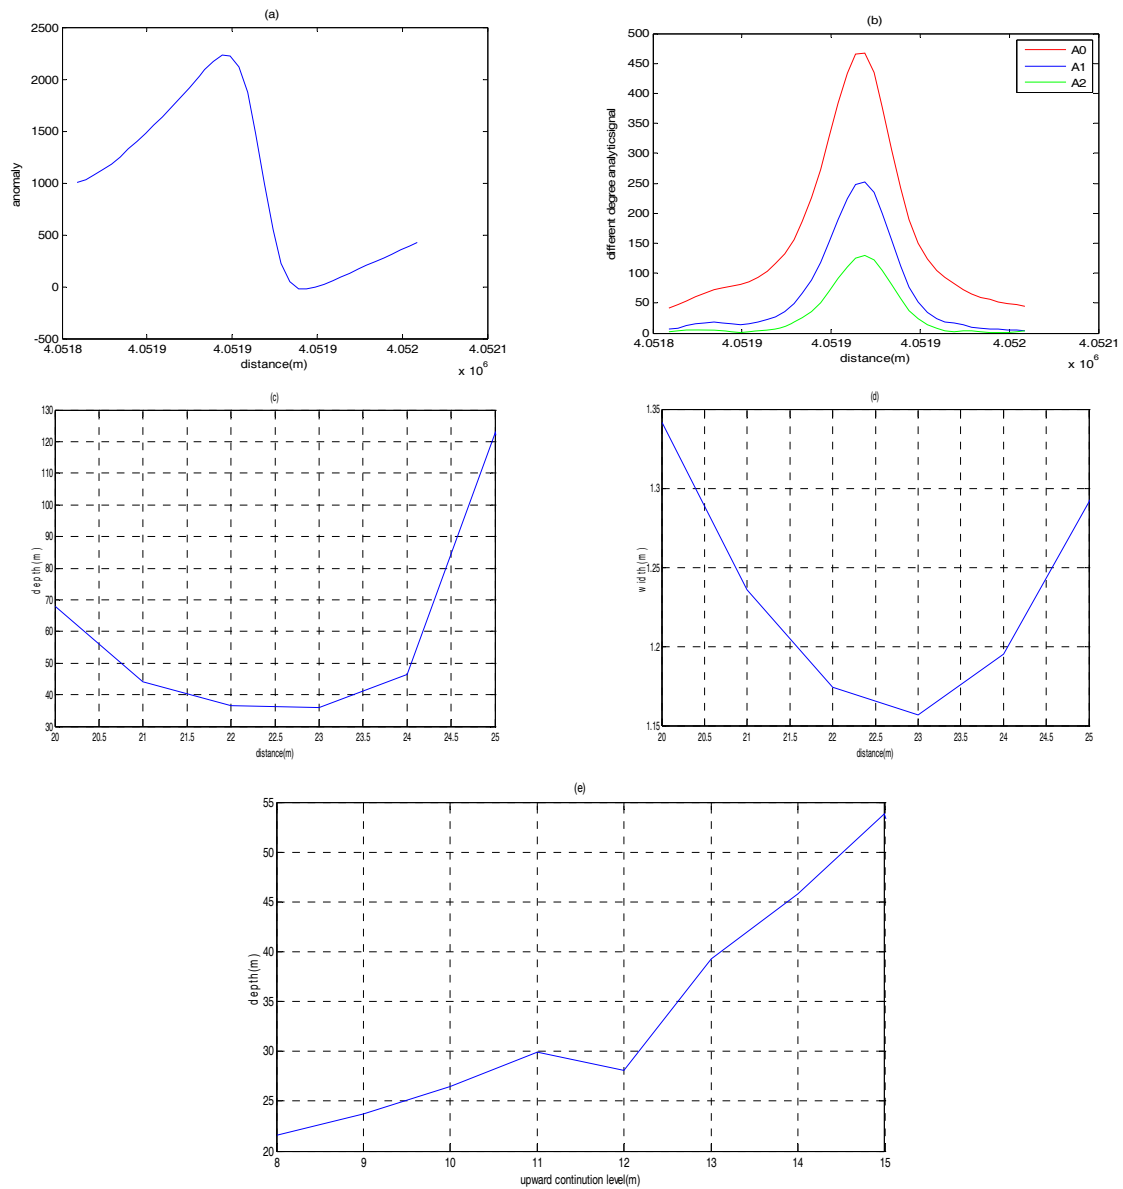 (a)
2500
2000
1500
1000
500
0
-500
anomaly
4.0518 4.0519 4.0519 4.0519 4.052 4.0521
distance(m)
x 10^6
(b)
500
450
400
350
300
250
200
150
100
50
0
different degree analyticsignal
A0
A1
A2
4.0518 4.0519 4.0519 4.0519 4.052 4.0521
distance(m)
x 10^6
(c)
130
120
110
100
90
80
70
60
50
40
30
depth(m)
20 20.5 21 21.5 22 22.5 23 23.5 24 24.5 25
distance(m)
(d)
1.35
1.3
1.25
1.2
1.15
width(m)
20 20.5 21 21.5 22 22.5 23 23.5 24 24.5 25
distance(m)
(e)
55
50
45
40
35
30
25
20
depth(m)
8 9 10 11 12 13 14 15
upward continution level(m)